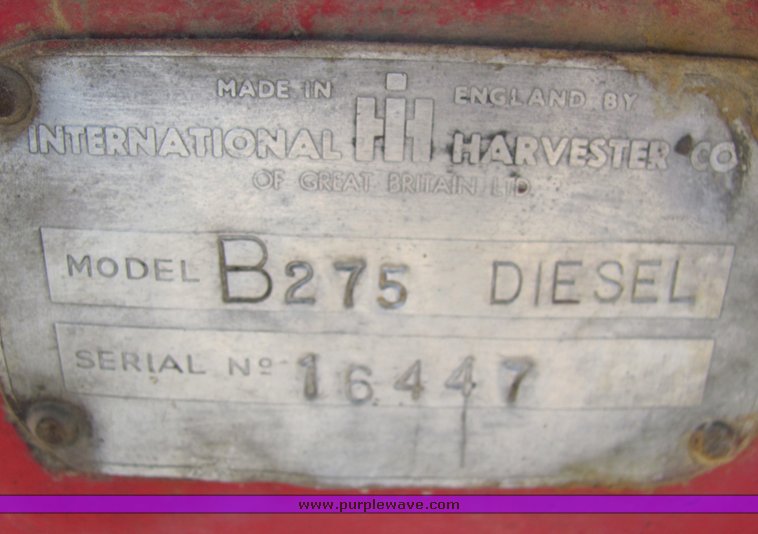 MADE IN IH ENGLAND BY
INTERNATIONAL HARVESTER CO
OF GREAT BRITAIN LTD
MODEL B275 DIESEL
SERIAL Nº 16447
www.purplewave.com